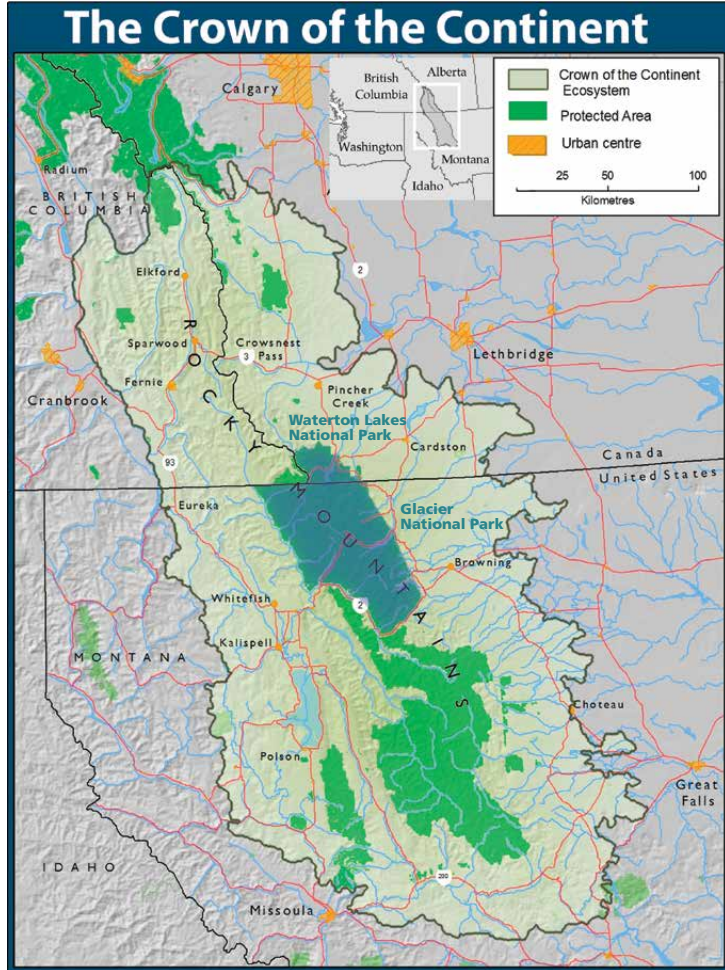 The Crown of the Continent
Calgary
British
Columbia
Alberta
Washington
Montana
Idaho
Crown of the Continent
Ecosystem
Protected Area
Urban centre
25 50 100
Kilometres
Radium
BRITISH
COLUMBIA
2
Elkford
Sparwood
Crowsnest
Pass
3
Lethbridge
Fernie
Cranbrook
Pincher
Creek
Waterton Lakes
National Park
Cardston
ROCKY MOUNTAINS
93
Canada
United States
Eureka
Glacier
National Park
Browning
Whitefish
2
Kalispell
MONTANA
Choteau
Polson
Great
Falls
IDAHO
200
Missoula